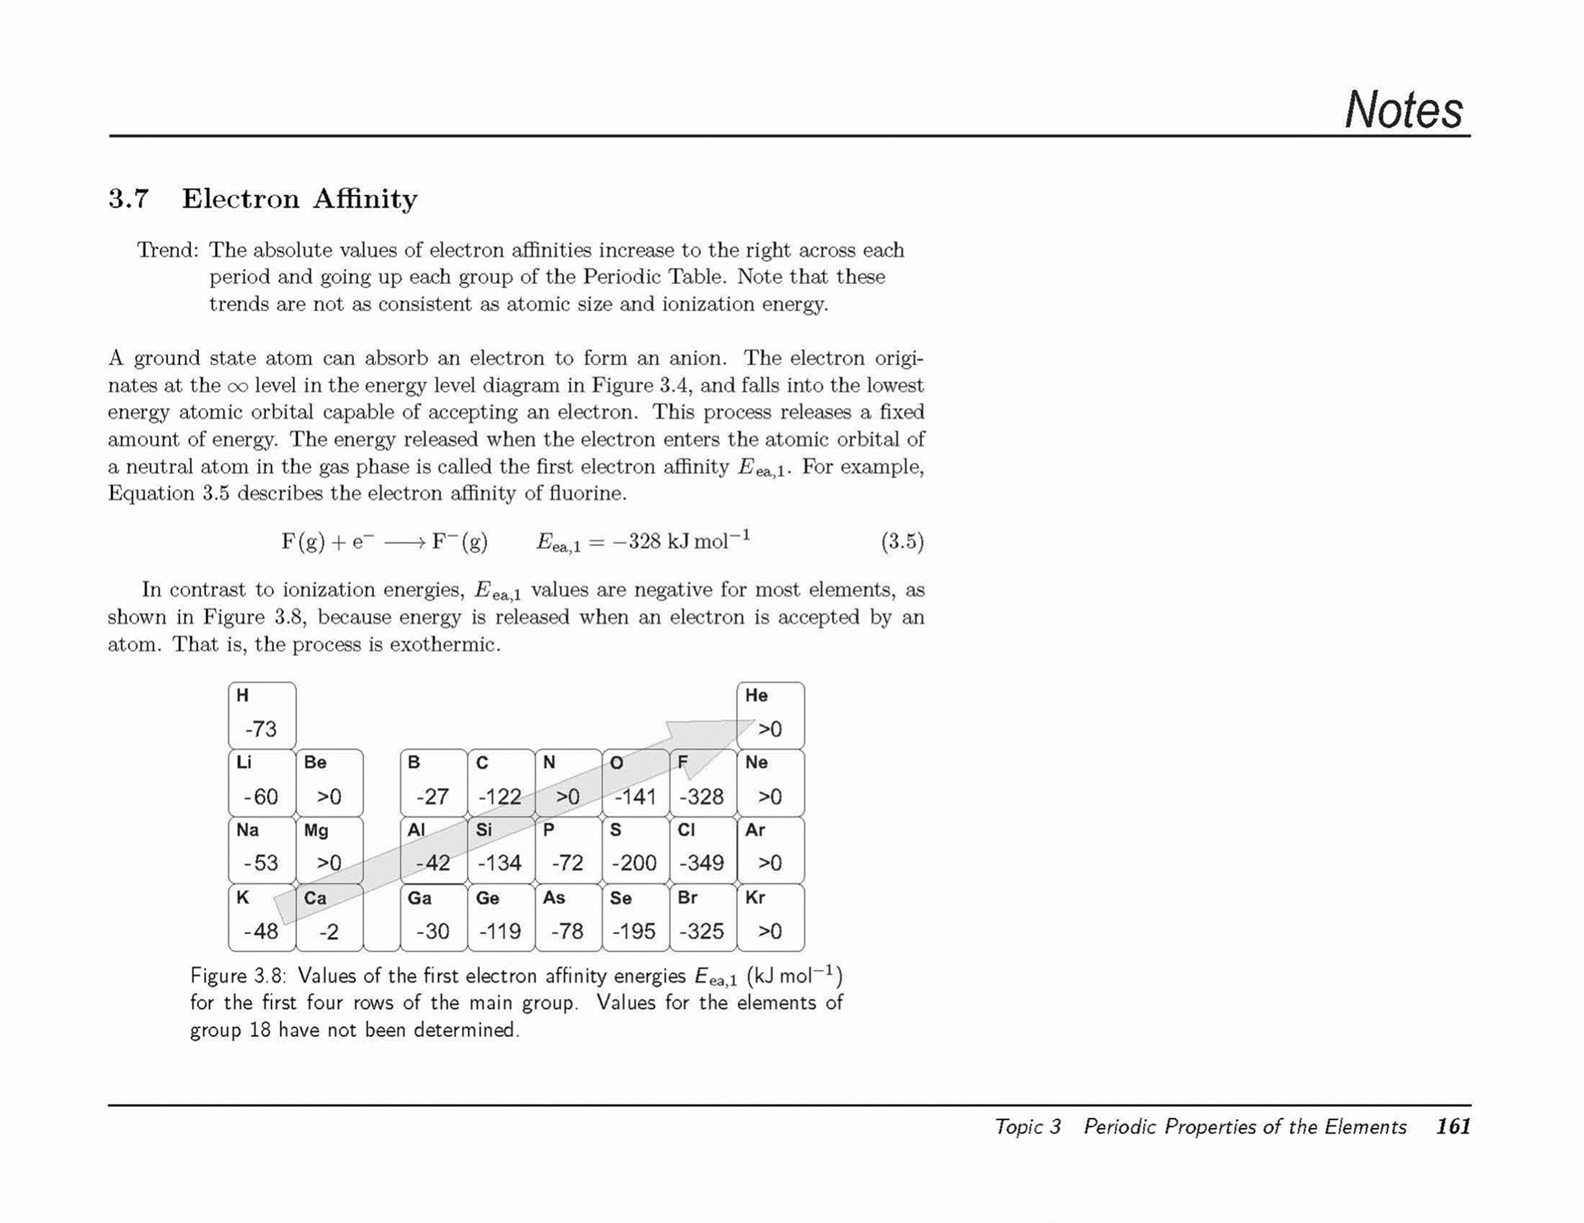 Notes
3.7 Electron Affinity
Trend: The absolute values of electron affinities increase to the right across each
period and going up each group of the Periodic Table. Note that these
trends are not as consistent as atomic size and ionization energy.
A ground state atom can absorb an electron to form an anion. The electron origi-
nates at the ∞ level in the energy level diagram in Figure 3.4, and falls into the lowest
energy atomic orbital capable of accepting an electron. This process releases a fixed
amount of energy. The energy released when the electron enters the atomic orbital of
a neutral atom in the gas phase is called the first electron affinity Eea,1. For example,
Equation 3.5 describes the electron affinity of fluorine.
F(g) + e⁻ ⟶ F⁻(g) Eea,1 = −328 kJ mol⁻¹ (3.5)
In contrast to ionization energies, Eea,1 values are negative for most elements, as
shown in Figure 3.8, because energy is released when an electron is accepted by an
atom. That is, the process is exothermic.
H He
-73 >0
Li Be B C N O F Ne
-60 >0 -27 -122 >0 -141 -328 >0
Na Mg Al Si P S Cl Ar
-53 >0 -42 -134 -72 -200 -349 >0
K Ca Ga Ge As Se Br Kr
-48 -2 -30 -119 -78 -195 -325 >0
Figure 3.8: Values of the first electron affinity energies Eea,1 (kJ mol⁻¹)
for the first four rows of the main group. Values for the elements of
group 18 have not been determined.
Topic 3 Periodic Properties of the Elements 161